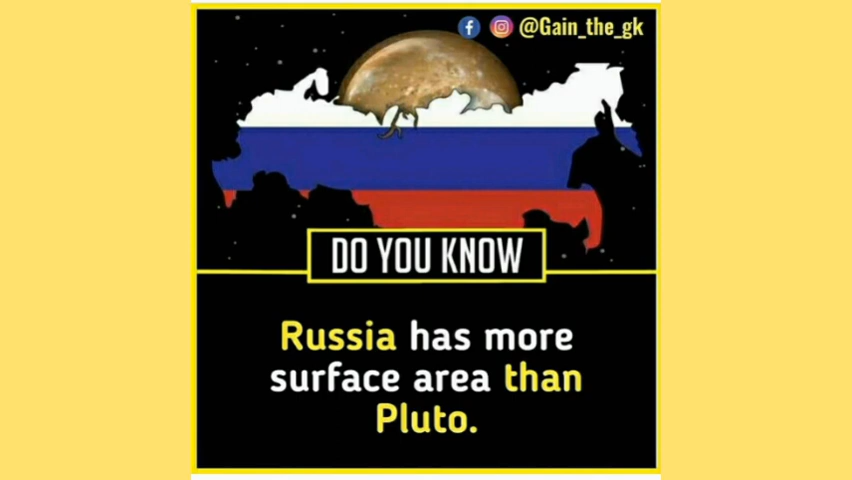 @Gain_the_gk
DO YOU KNOW
Russia has more
surface area than
Pluto.